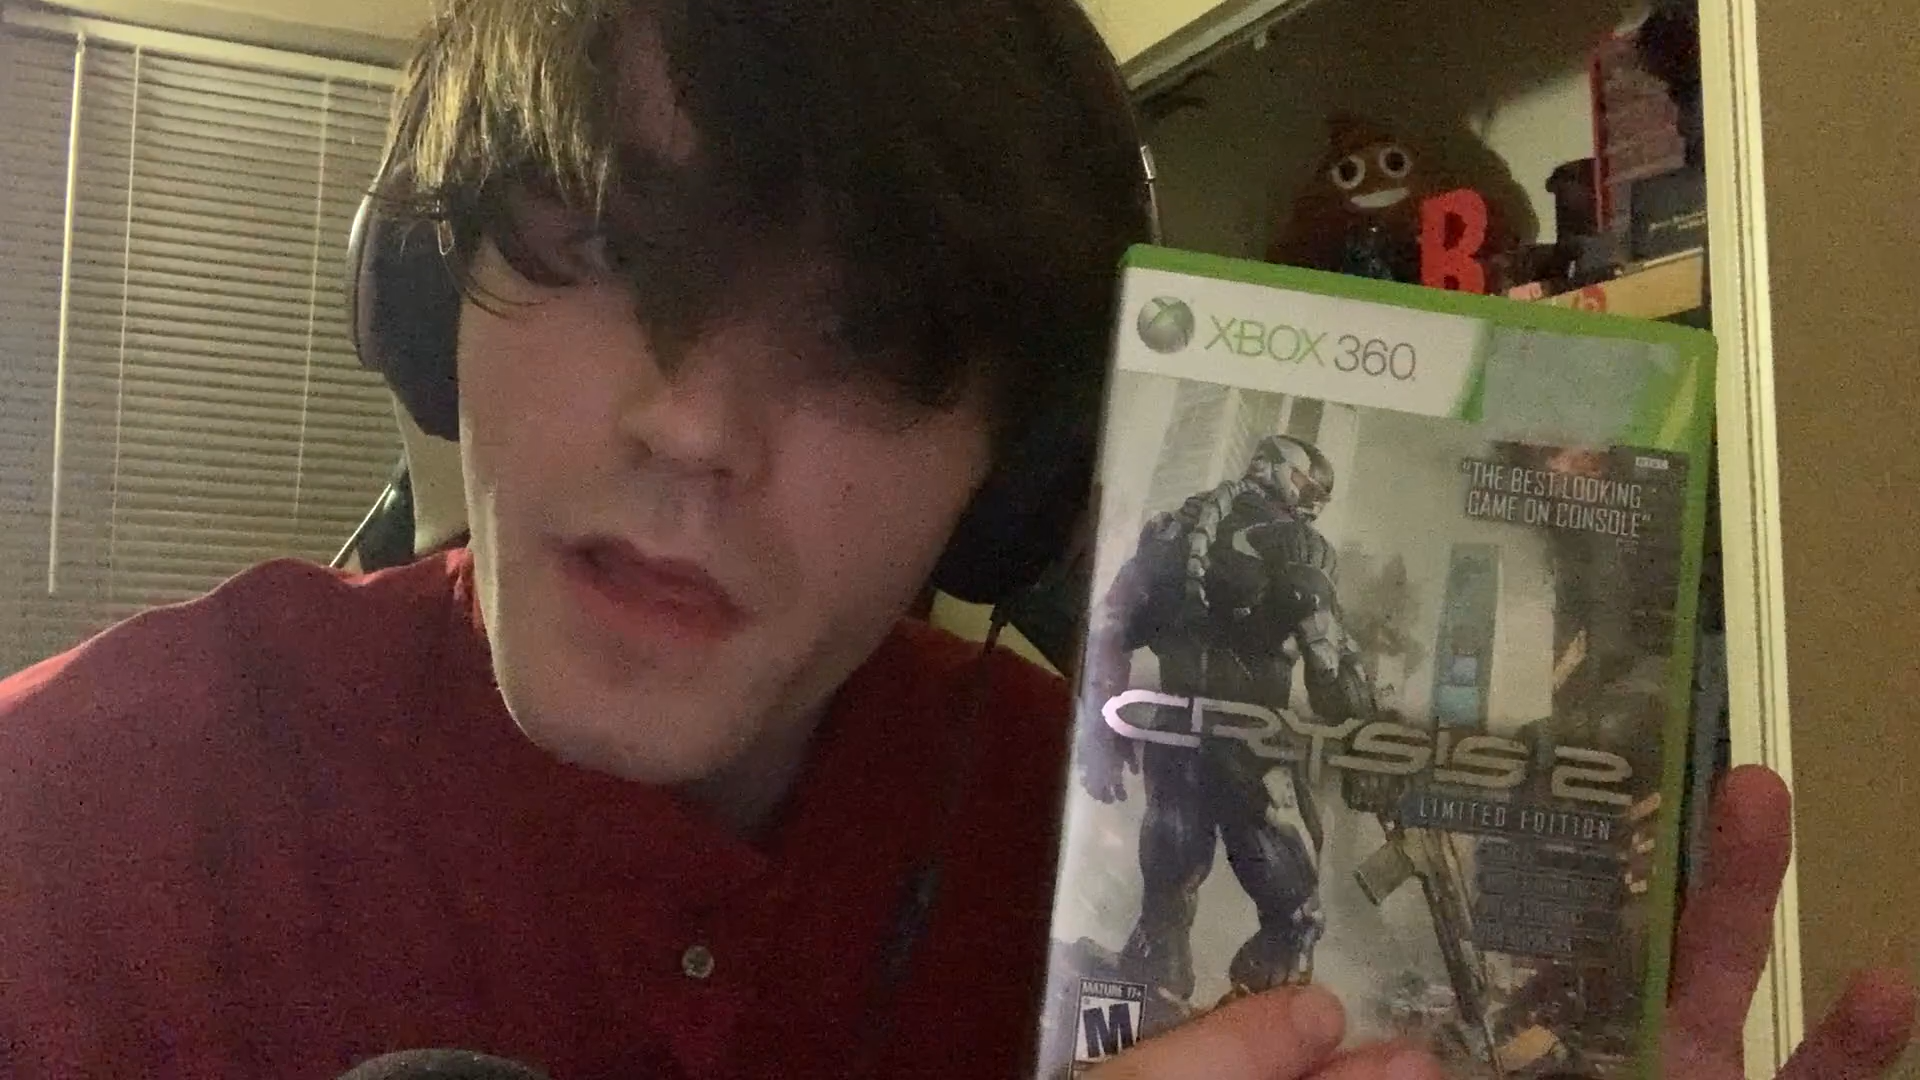 B
XBOX 360
"THE BEST LOOKING
GAME ON CONSOLE"
CRYSIS 2
LIMITED EDITION
MATURE 17+
M